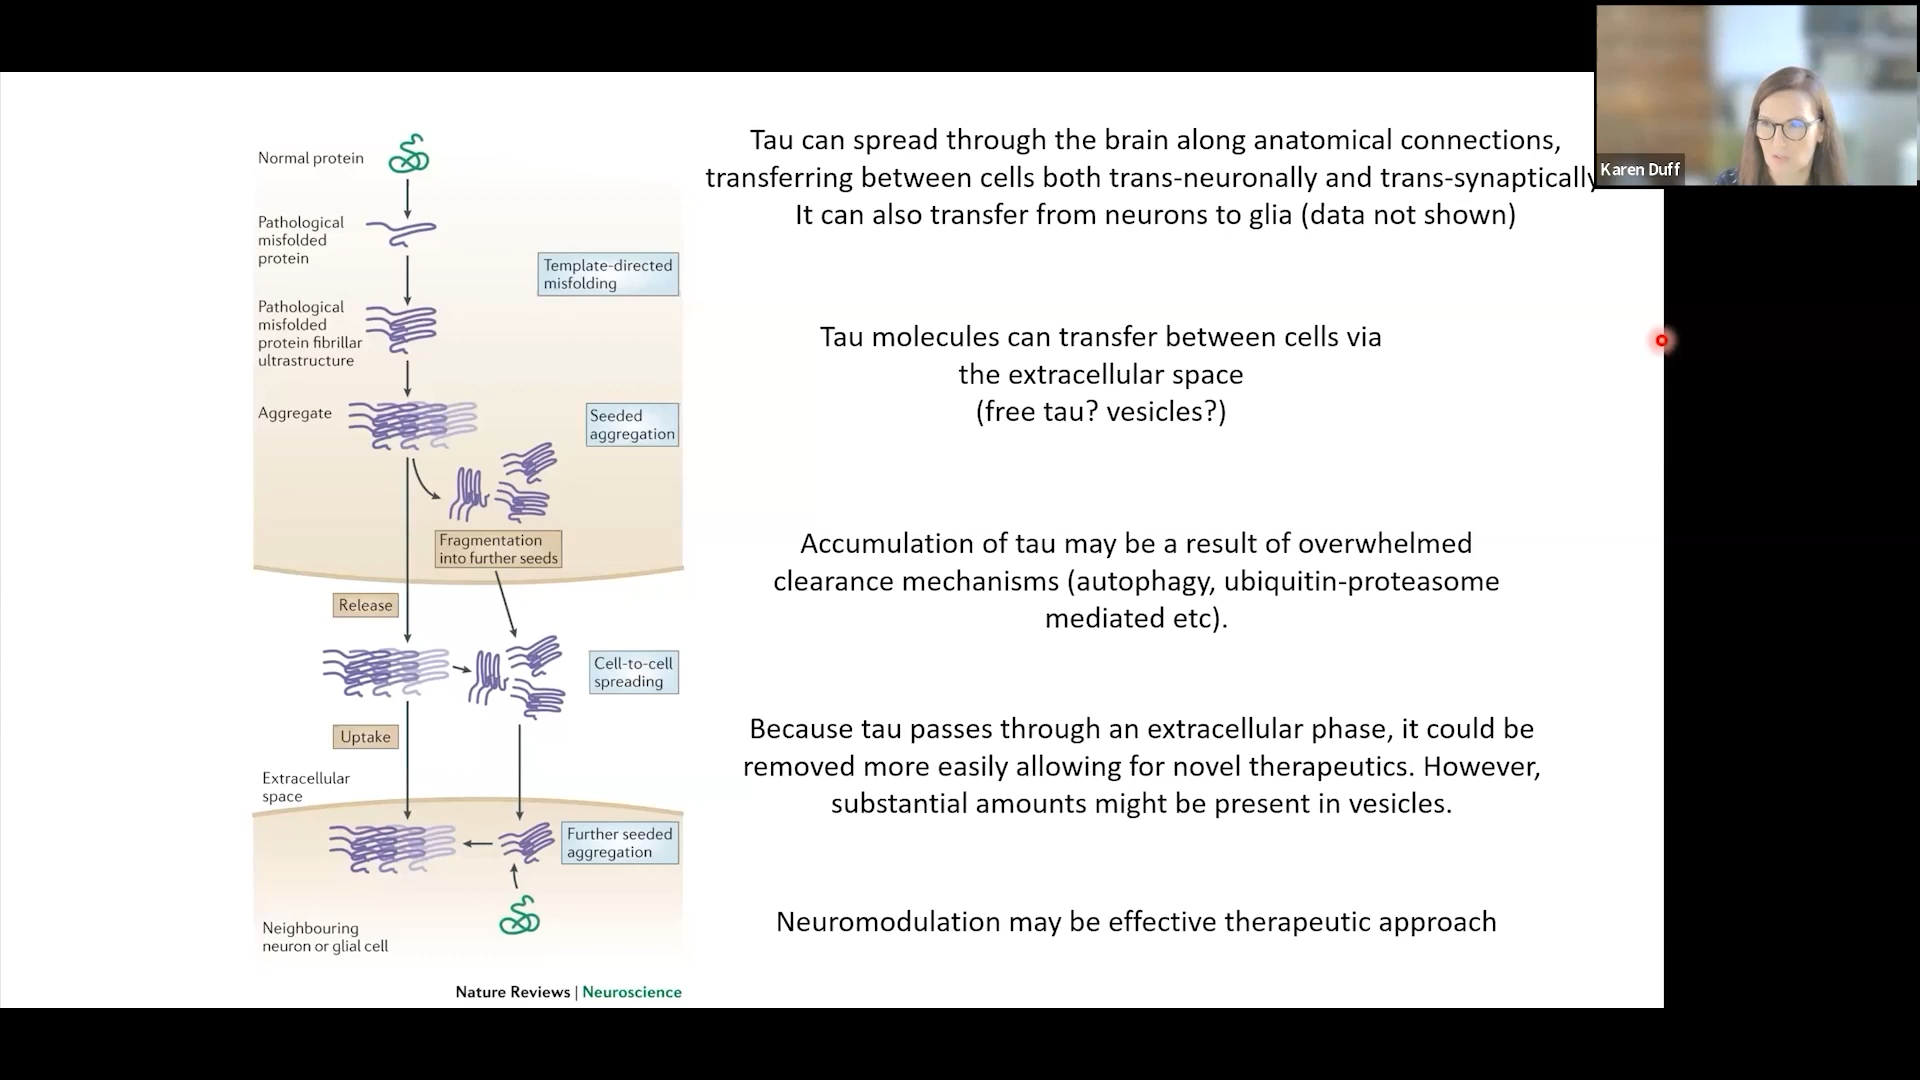 Karen Duff
Tau can spread through the brain along anatomical connections,
transferring between cells both trans-neuronally and trans-synaptically
It can also transfer from neurons to glia (data not shown)
Tau molecules can transfer between cells via
the extracellular space
(free tau? vesicles?)
Accumulation of tau may be a result of overwhelmed
clearance mechanisms (autophagy, ubiquitin-proteasome
mediated etc).
Because tau passes through an extracellular phase, it could be
removed more easily allowing for novel therapeutics. However,
substantial amounts might be present in vesicles.
Neuromodulation may be effective therapeutic approach
Normal protein
Pathological
misfolded
protein
Template-directed
misfolding
Pathological
misfolded
protein fibrillar
ultrastructure
Aggregate
Seeded
aggregation
Fragmentation
into further seeds
Release
Cell-to-cell
spreading
Uptake
Extracellular
space
Further seeded
aggregation
Neighbouring
neuron or glial cell
Nature Reviews | Neuroscience